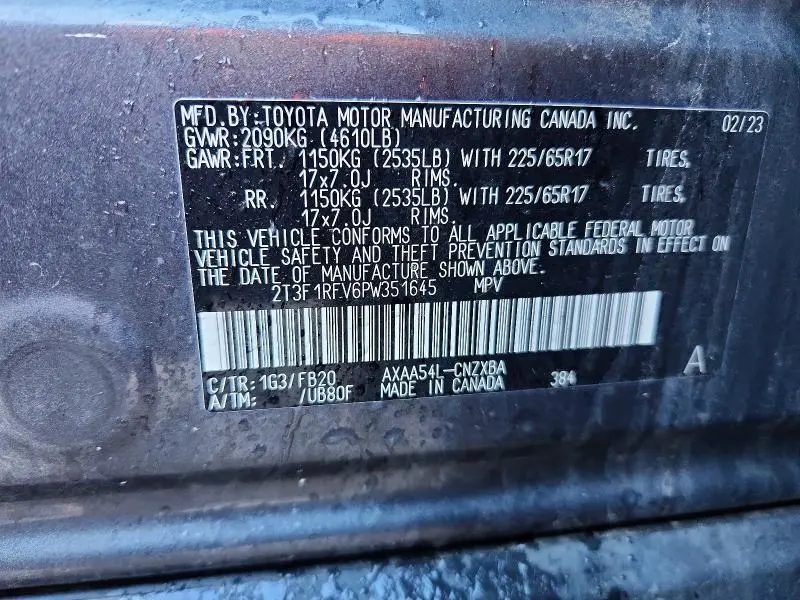 MFD.BY:TOYOTA MOTOR MANUFACTURING CANADA INC. 02/23
GVWR:2090KG (4610LB)
GAWR:FRT. 1150KG (2535LB) WITH 225/65R17 TIRES,
17x7.0J RIMS.
RR. 1150KG (2535LB) WITH 225/65R17 TIRES,
17x7.0J RIMS.
THIS VEHICLE CONFORMS TO ALL APPLICABLE FEDERAL MOTOR
VEHICLE SAFETY AND THEFT PREVENTION STANDARDS IN EFFECT ON
THE DATE OF MANUFACTURE SHOWN ABOVE.
2T3F1RFV6PW351645 MPV
C/TR:1G3/FB20 AXAA54L-CNZXBA 384 A
A/TM: /UB80F MADE IN CANADA